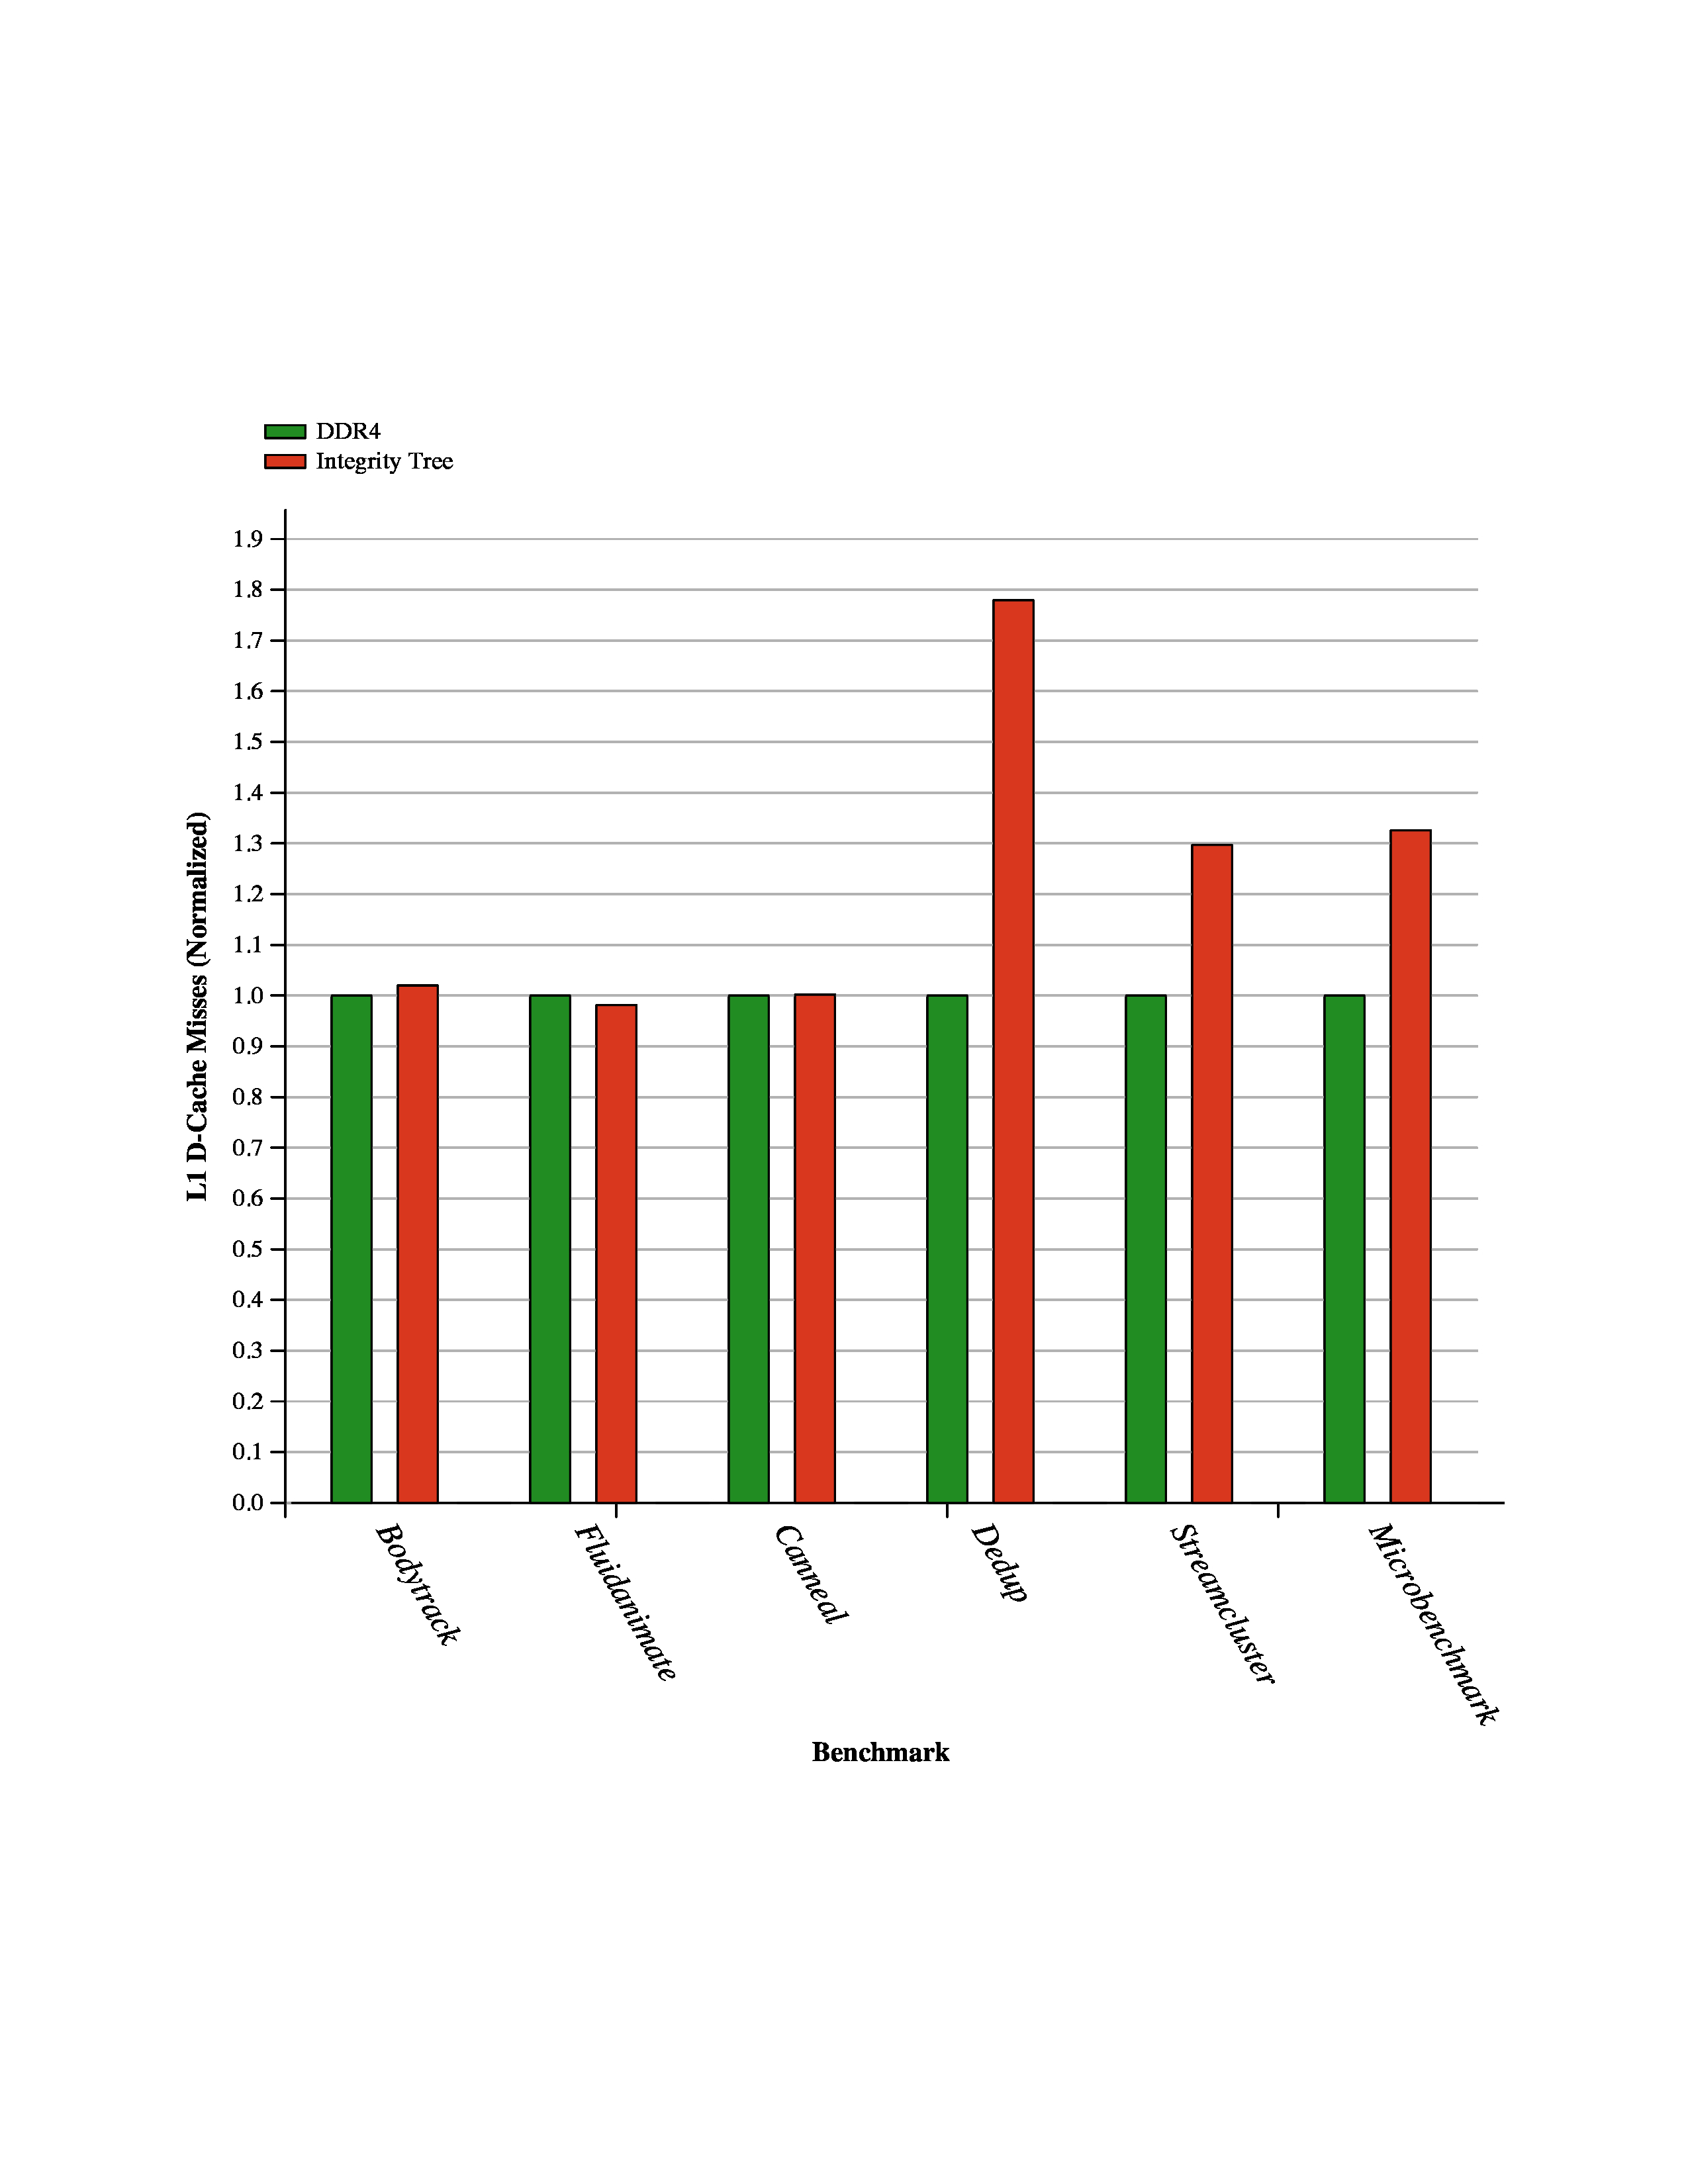 DDR4
Integrity Tree
1.9
1.8
1.7
1.6
1.5
1.4
1.3
1.2
1.1
1.0
0.9
0.8
0.7
0.6
0.5
0.4
0.3
0.2
0.1
0.0
L1 D-Cache Misses (Normalized)
Bodytrack
Fluidanimate
Canneal
Dedup
Streamcluster
Microbenchmark
Benchmark